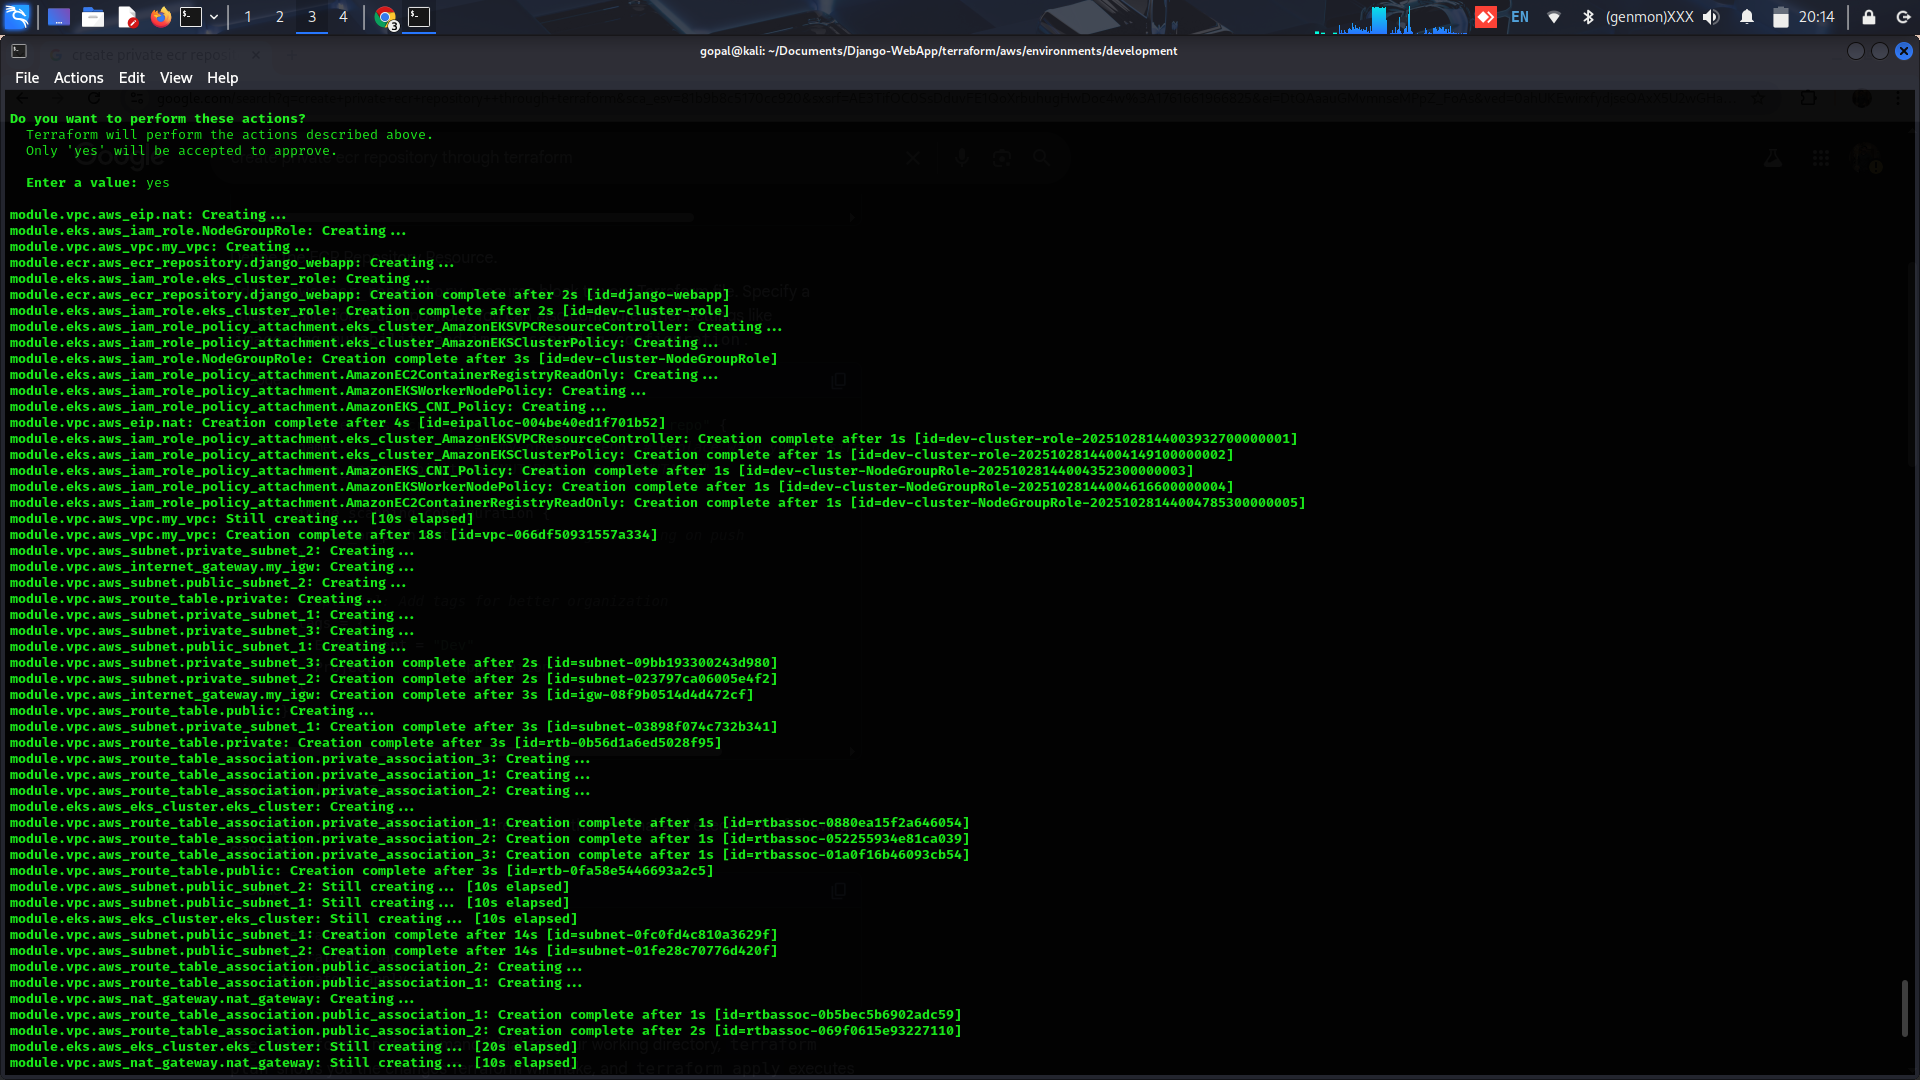 1 2 3 4
3
EN
(genmon)XXX
20:14
gopal@kali: ~/Documents/Django-WebApp/terraform/aws/environments/development
create private ecr repos
File Actions Edit View Help
Do you want to perform these actions?
Terraform will perform the actions described above.
Only 'yes' will be accepted to approve.
ecr repository through terraform
Enter a value: yes
module.vpc.aws_eip.nat: Creating...
module.eks.aws_iam_role.NodeGroupRole: Creating...
module.vpc.aws_vpc.my_vpc: Creating...
module.ecr.aws_ecr_repository.django_webapp: Creating...
module.eks.aws_iam_role.eks_cluster_role: Creating...
module.ecr.aws_ecr_repository.django_webapp: Creation complete after 2s [id=django-webapp]
module.eks.aws_iam_role.eks_cluster_role: Creation complete after 2s [id=dev-cluster-role]
module.eks.aws_iam_role_policy_attachment.eks_cluster_AmazonEKSVPCResourceController: Creating...
module.eks.aws_iam_role_policy_attachment.eks_cluster_AmazonEKSClusterPolicy: Creating...
module.eks.aws_iam_role.NodeGroupRole: Creation complete after 3s [id=dev-cluster-NodeGroupRole]
module.eks.aws_iam_role_policy_attachment.AmazonEC2ContainerRegistryReadOnly: Creating...
module.eks.aws_iam_role_policy_attachment.AmazonEKSWorkerNodePolicy: Creating...
module.eks.aws_iam_role_policy_attachment.AmazonEKS_CNI_Policy: Creating...
module.vpc.aws_eip.nat: Creation complete after 4s [id=eipalloc-004be40ed1f701b52]
module.eks.aws_iam_role_policy_attachment.eks_cluster_AmazonEKSVPCResourceController: Creation complete after 1s [id=dev-cluster-role-20251028144003932700000001]
module.eks.aws_iam_role_policy_attachment.eks_cluster_AmazonEKSClusterPolicy: Creation complete after 1s [id=dev-cluster-role-20251028144004149100000002]
module.eks.aws_iam_role_policy_attachment.AmazonEKS_CNI_Policy: Creation complete after 1s [id=dev-cluster-NodeGroupRole-20251028144004352300000003]
module.eks.aws_iam_role_policy_attachment.AmazonEKSWorkerNodePolicy: Creation complete after 1s [id=dev-cluster-NodeGroupRole-20251028144004616600000004]
module.eks.aws_iam_role_policy_attachment.AmazonEC2ContainerRegistryReadOnly: Creation complete after 1s [id=dev-cluster-NodeGroupRole-20251028144004785300000005]
module.vpc.aws_vpc.my_vpc: Still creating... [10s elapsed]
module.vpc.aws_vpc.my_vpc: Creation complete after 18s [id=vpc-066df50931557a334]
module.vpc.aws_subnet.private_subnet_2: Creating...
module.vpc.aws_internet_gateway.my_igw: Creating...
module.vpc.aws_subnet.public_subnet_2: Creating...
module.vpc.aws_route_table.private: Creating...
module.vpc.aws_subnet.private_subnet_1: Creating...
module.vpc.aws_subnet.private_subnet_3: Creating...
module.vpc.aws_subnet.public_subnet_1: Creating...
module.vpc.aws_subnet.private_subnet_3: Creation complete after 2s [id=subnet-09bb193300243d980]
module.vpc.aws_subnet.private_subnet_2: Creation complete after 2s [id=subnet-023797ca06005e4f2]
module.vpc.aws_internet_gateway.my_igw: Creation complete after 3s [id=igw-08f9b0514d4d472cf]
module.vpc.aws_route_table.public: Creating...
module.vpc.aws_subnet.private_subnet_1: Creation complete after 3s [id=subnet-03898f074c732b341]
module.vpc.aws_route_table.private: Creation complete after 3s [id=rtb-0b56d1a6ed5028f95]
module.vpc.aws_route_table_association.private_association_3: Creating...
module.vpc.aws_route_table_association.private_association_1: Creating...
module.vpc.aws_route_table_association.private_association_2: Creating...
module.eks.aws_eks_cluster.eks_cluster: Creating...
module.vpc.aws_route_table_association.private_association_1: Creation complete after 1s [id=rtbassoc-0880ea15f2a646054]
module.vpc.aws_route_table_association.private_association_2: Creation complete after 1s [id=rtbassoc-052255934e81ca039]
module.vpc.aws_route_table_association.private_association_3: Creation complete after 1s [id=rtbassoc-01a0f16b46093cb54]
module.vpc.aws_route_table.public: Creation complete after 3s [id=rtb-0fa58e5446693a2c5]
module.vpc.aws_subnet.public_subnet_2: Still creating... [10s elapsed]
module.vpc.aws_subnet.public_subnet_1: Still creating... [10s elapsed]
module.eks.aws_eks_cluster.eks_cluster: Still creating... [10s elapsed]
module.vpc.aws_subnet.public_subnet_1: Creation complete after 14s [id=subnet-0fc0fd4c810a3629f]
module.vpc.aws_subnet.public_subnet_2: Creation complete after 14s [id=subnet-01fe28c70776d420f]
module.vpc.aws_route_table_association.public_association_2: Creating...
module.vpc.aws_route_table_association.public_association_1: Creating...
module.vpc.aws_nat_gateway.nat_gateway: Creating...
module.vpc.aws_route_table_association.public_association_1: Creation complete after 1s [id=rtbassoc-0b5bec5b6902adc59]
module.vpc.aws_route_table_association.public_association_2: Creation complete after 2s [id=rtbassoc-069f0615e93227110]
module.eks.aws_eks_cluster.eks_cluster: Still creating... [20s elapsed]
module.vpc.aws_nat_gateway.nat_gateway: Still creating... [10s elapsed]